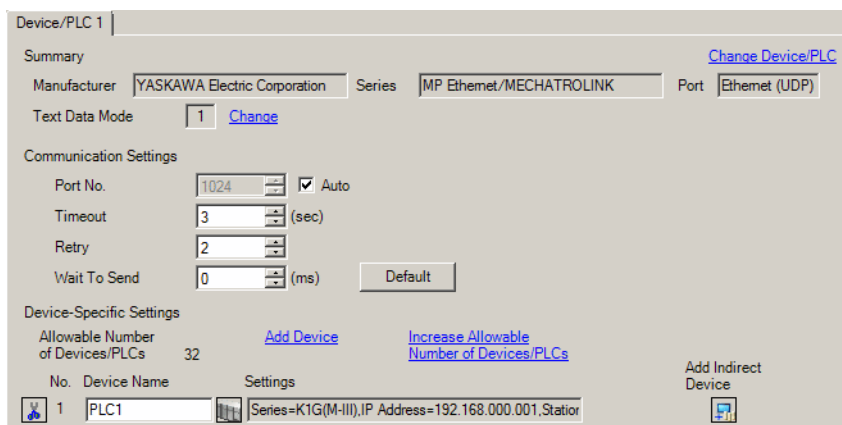 Device/PLC 1
Summary Change Device/PLC
Manufacturer YASKAWA Electric Corporation Series MP Ethernet/MECHATROLINK Port Ethernet (UDP)
Text Data Mode 1 Change
Communication Settings
Port No. 1024 Auto
Timeout 3 (sec)
Retry 2
Wait To Send 0 (ms) Default
Device-Specific Settings
Allowable Number Add Device Increase Allowable
of Devices/PLCs 32 Number of Devices/PLCs
Add Indirect
No. Device Name Settings Device
1 PLC1 Series=K1G(M-III),IP Address=192.168.000.001,Station